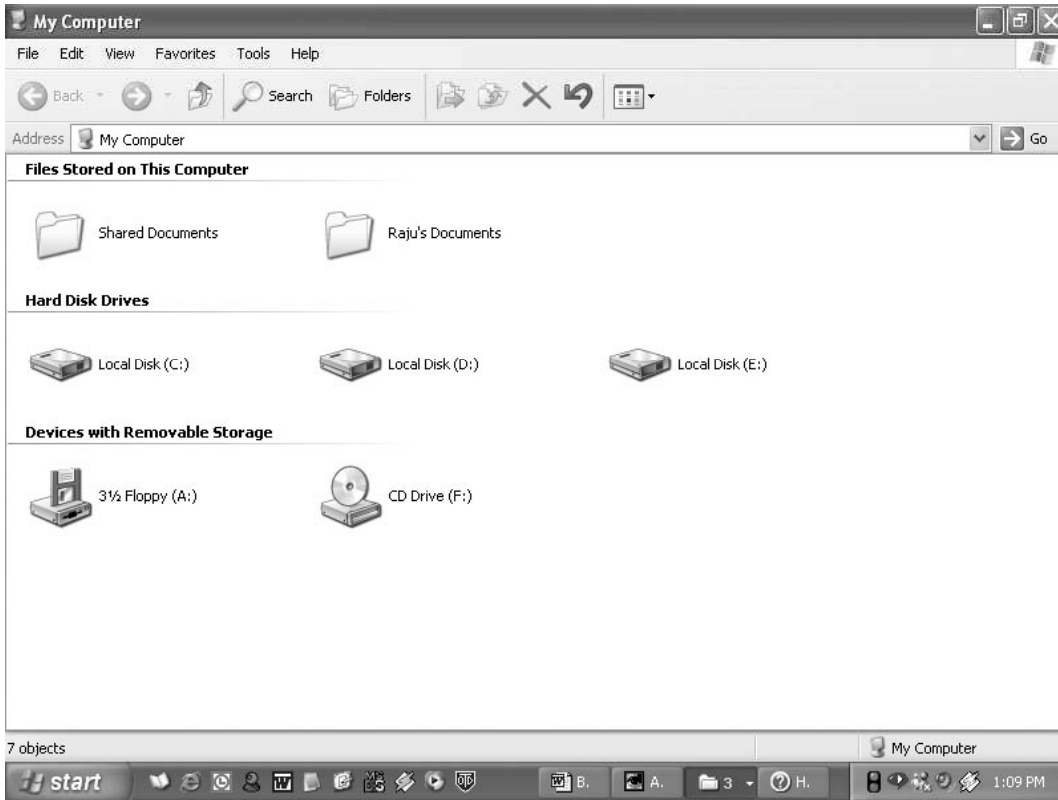 My Computer
File Edit View Favorites Tools Help
Back Search Folders
Address My Computer Go
Files Stored on This Computer
Shared Documents Raju's Documents
Hard Disk Drives
Local Disk (C:) Local Disk (D:) Local Disk (E:)
Devices with Removable Storage
3½ Floppy (A:) CD Drive (F:)
7 objects My Computer
start B. A. 3 H. 1:09 PM